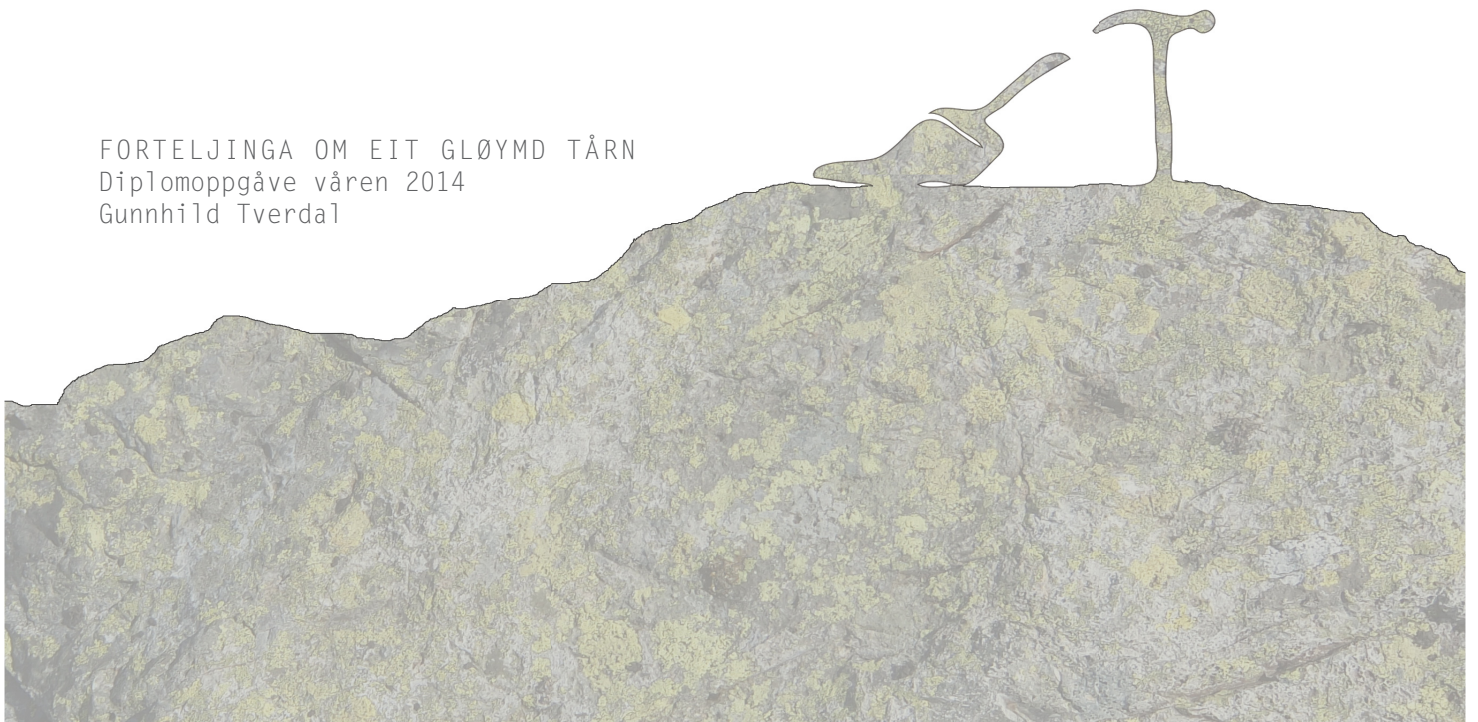 FORTELJINGA OM EIT GLØYMD TÅRN
Diplomoppgåve våren 2014
Gunnhild Tverdal